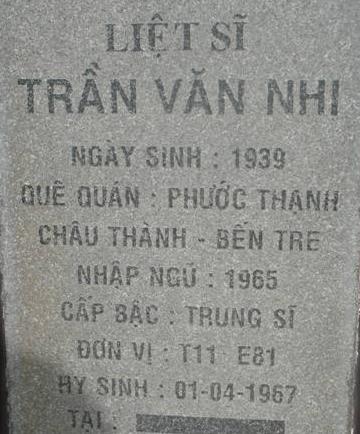 LIỆT SĨ
TRẦN VĂN NHI
NGÀY SINH : 1939
QUÊ QUÁN : PHƯỚC THẠNH
CHÂU THÀNH - BẾN TRE
NHẬP NGŨ : 1965
CẤP BẬC : TRUNG SĨ
ĐƠN VỊ : T11 E81
HY SINH : 01-04-1967
TẠI :